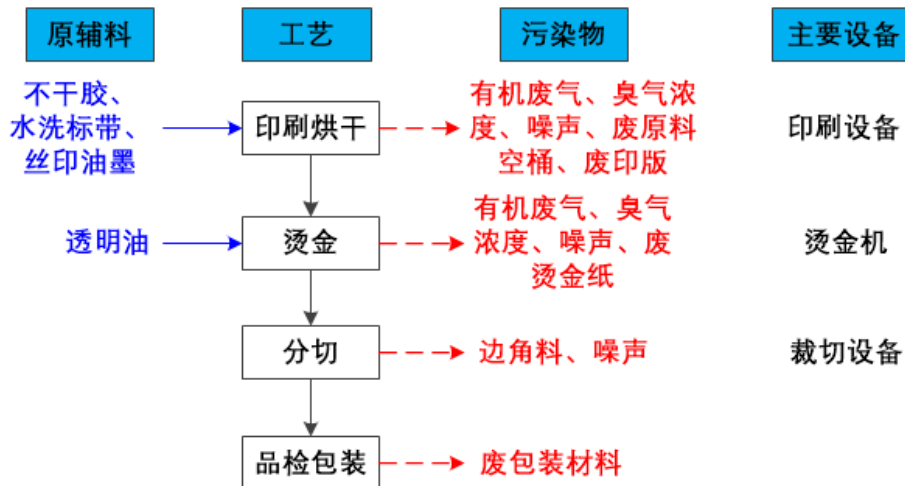 原辅料 工艺 污染物 主要设备
不干胶、
水洗标带、
丝印油墨
印刷烘干
有机废气、臭气浓
度、噪声、废原料
空桶、废印版
印刷设备
透明油
烫金
有机废气、臭气
浓度、噪声、废
烫金纸
烫金机
分切
边角料、噪声
裁切设备
品检包装
废包装材料